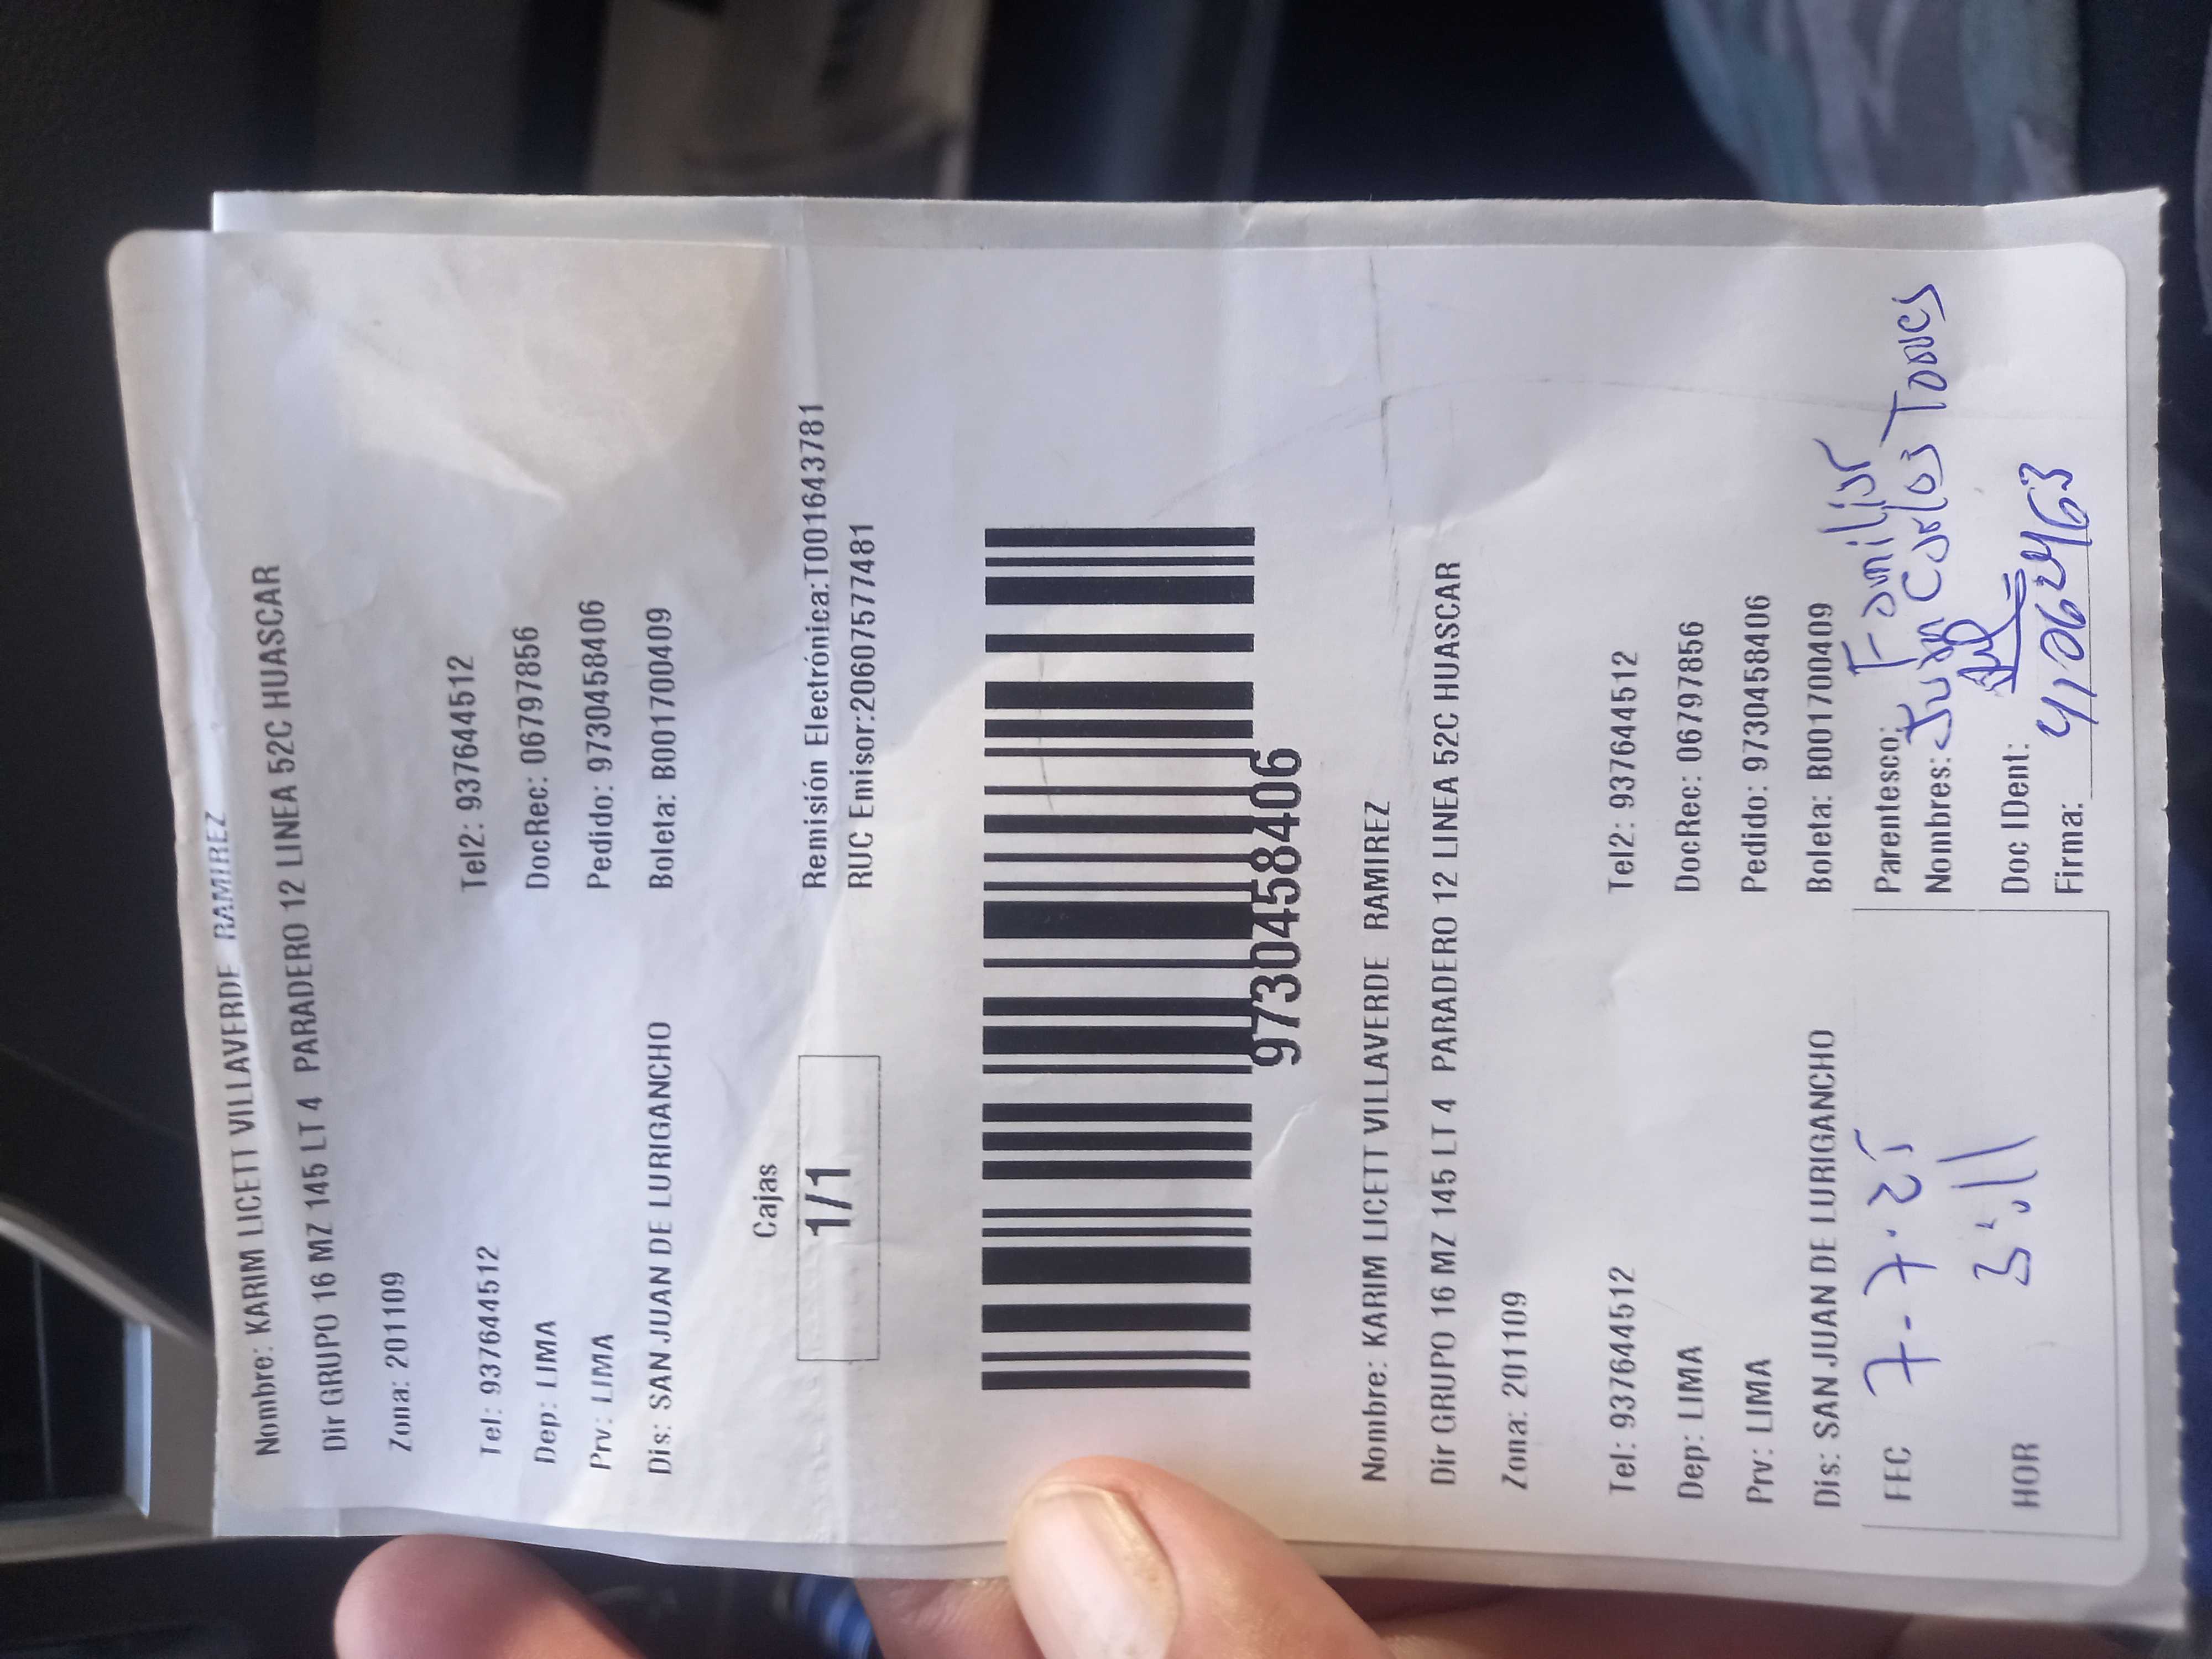 Nombre: KARIM LICETT VILLAVERDE RAMIREZ
Dir GRUPO 16 MZ 145 LT 4 PARADERO 12 LINEA 52C HUASCAR
Zona: 201109
Tel: 937644512 Tel2: 937644512
Dep: LIMA DocRec: 06797856
Prv: LIMA Pedido: 9730458406
Dis: SAN JUAN DE LURIGANCHO Boleta: B001700409
Cajas
1/1
Remisión Electrónica:T001643781
RUC Emisor:20607577481
9730458406
Nombre: KARIM LICETT VILLAVERDE RAMIREZ
Dir GRUPO 16 MZ 145 LT 4 PARADERO 12 LINEA 52C HUASCAR
Zona: 201109
Tel: 937644512 Tel2: 937644512
Dep: LIMA DocRec: 06797856
Prv: LIMA Pedido: 9730458406
Dis: SAN JUAN DE LURIGANCHO Boleta: B001700409
FEC 7-7.25
HOR 3:11
Parentesco: Familiar
Nombres: Juan Carlos
Doc IDent:
Firma: